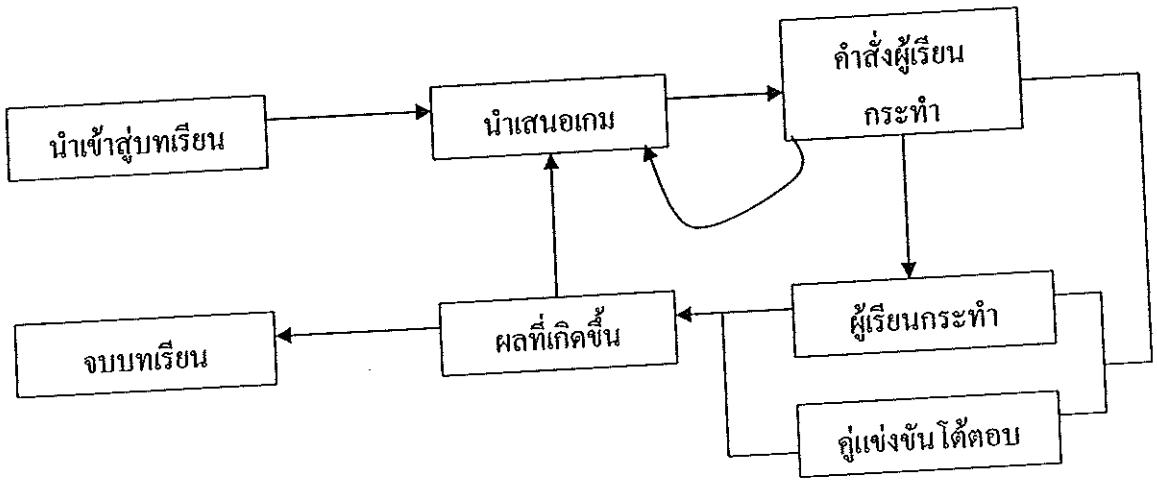 นำเข้าสู่บทเรียน
นำเสนอเกม
คำสั่งผู้เรียน
กระทำ
จบบทเรียน
ผลที่เกิดขึ้น
ผู้เรียนกระทำ
คู่แข่งขันโต้ตอบ